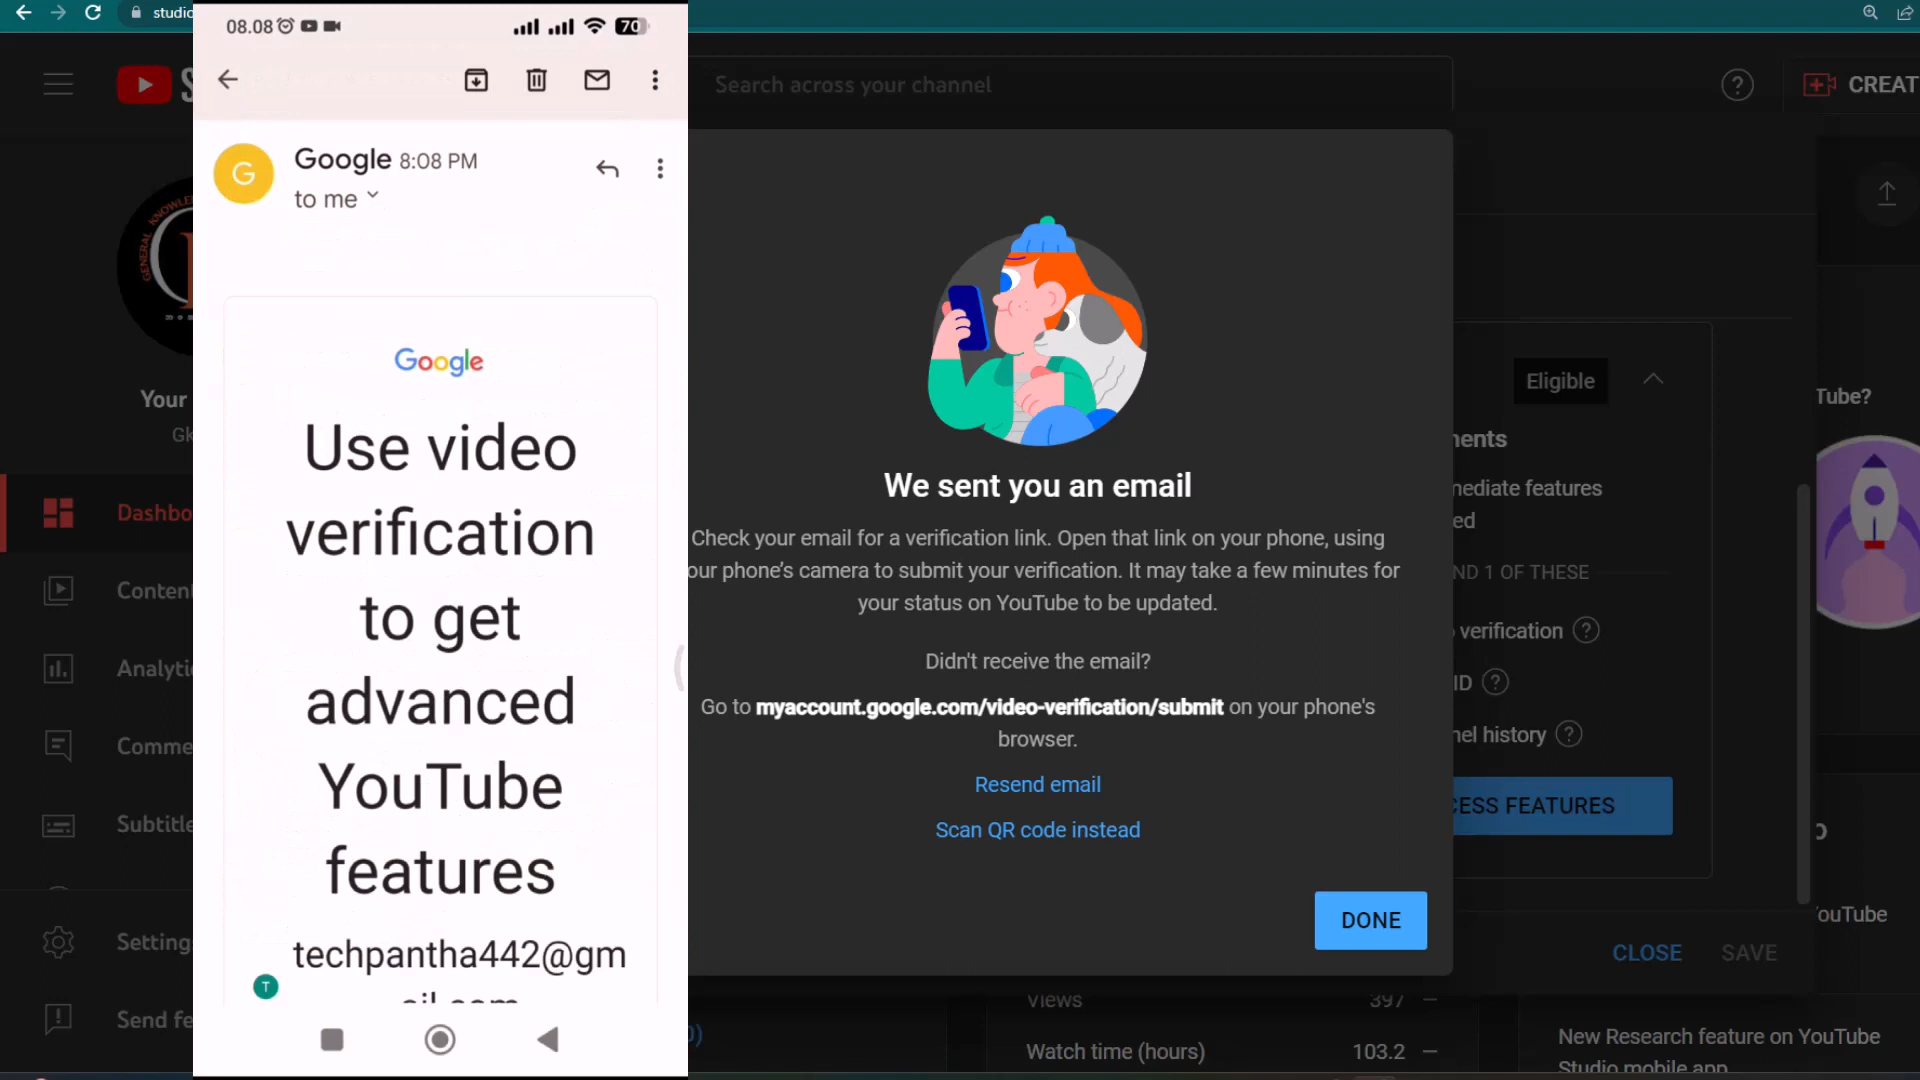 studio
08.08
70
Search across your channel
CREAT
Google 8:08 PM
to me
G
Google
Use video
verification
to get
advanced
YouTube
features
techpantha442@gm
T
GENERAL KNOWLE
Your
Gk
Dashbo
Conten
Analytic
Comme
Subtitle
Setting
Send fe
We sent you an email
Check your email for a verification link. Open that link on your phone, using
our phone's camera to submit your verification. It may take a few minutes for
your status on YouTube to be updated.
Didn't receive the email?
Go to myaccount.google.com/video-verification/submit on your phone's
browser.
Resend email
Scan QR code instead
DONE
Eligible
nents
nediate features
ed
ND 1 OF THESE
verification
ID
nel history
CESS FEATURES
CLOSE SAVE
Tube?
ouTube
Views 397 –
Watch time (hours) 103.2 –
New Research feature on YouTube
Studio mobile app